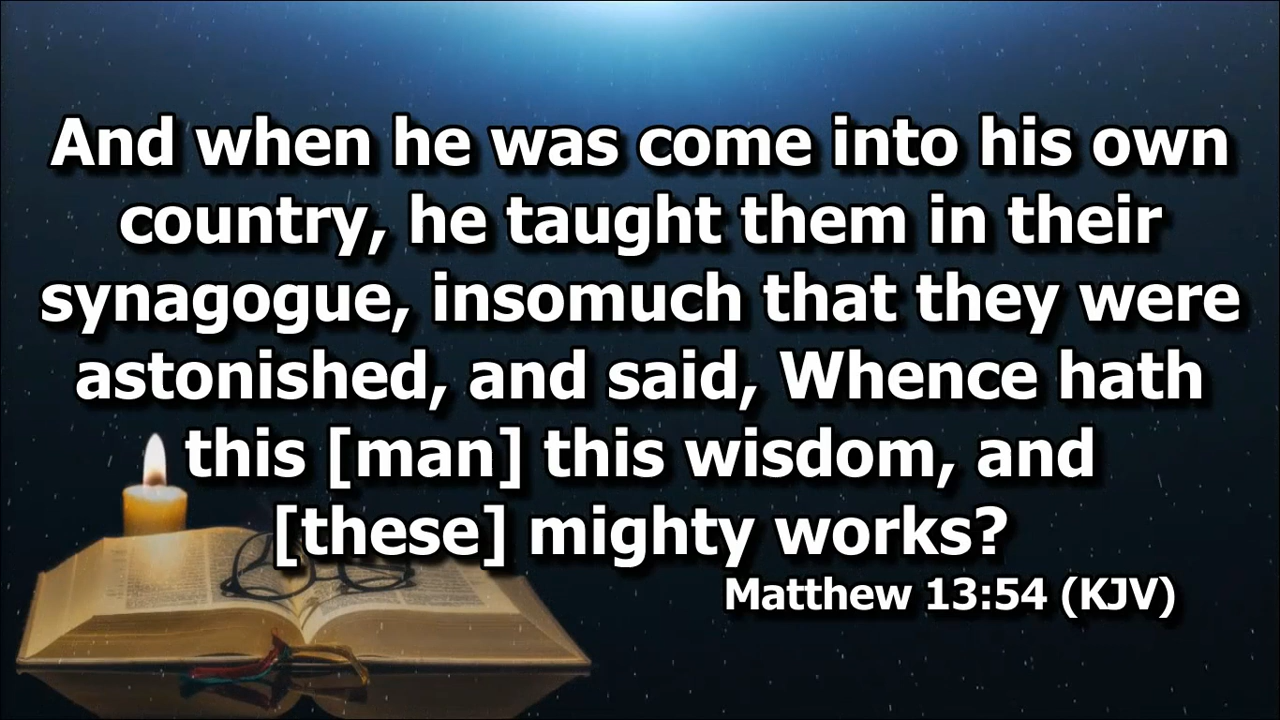 And when he was come into his own
country, he taught them in their
synagogue, insomuch that they were
astonished, and said, Whence hath
this [man] this wisdom, and
[these] mighty works?
Matthew 13:54 (KJV)